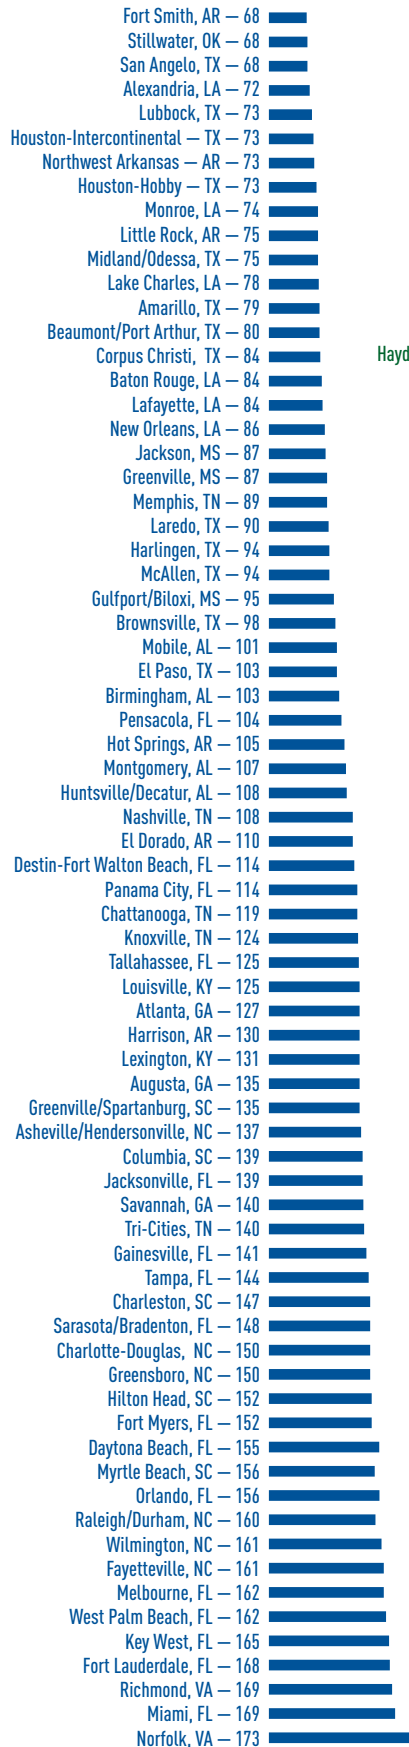 Fort Smith, AR — 68
Stillwater, OK — 68
San Angelo, TX — 68
Alexandria, LA — 72
Lubbock, TX — 73
Houston-Intercontinental — TX — 73
Northwest Arkansas — AR — 73
Houston-Hobby — TX — 73
Monroe, LA — 74
Little Rock, AR — 75
Midland/Odessa, TX — 75
Lake Charles, LA — 78
Amarillo, TX — 79
Beaumont/Port Arthur, TX — 80
Corpus Christi, TX — 84
Hayd
Baton Rouge, LA — 84
Lafayette, LA — 84
New Orleans, LA — 86
Jackson, MS — 87
Greenville, MS — 87
Memphis, TN — 89
Laredo, TX — 90
Harlingen, TX — 94
McAllen, TX — 94
Gulfport/Biloxi, MS — 95
Brownsville, TX — 98
Mobile, AL — 101
El Paso, TX — 103
Birmingham, AL — 103
Pensacola, FL — 104
Hot Springs, AR — 105
Montgomery, AL — 107
Huntsville/Decatur, AL — 108
Nashville, TN — 108
El Dorado, AR — 110
Destin-Fort Walton Beach, FL — 114
Panama City, FL — 114
Chattanooga, TN — 119
Knoxville, TN — 124
Tallahassee, FL — 125
Louisville, KY — 125
Atlanta, GA — 127
Harrison, AR — 130
Lexington, KY — 131
Augusta, GA — 135
Greenville/Spartanburg, SC — 135
Asheville/Hendersonville, NC — 137
Columbia, SC — 139
Jacksonville, FL — 139
Savannah, GA — 140
Tri-Cities, TN — 140
Gainesville, FL — 141
Tampa, FL — 144
Charleston, SC — 147
Sarasota/Bradenton, FL — 148
Charlotte-Douglas, NC — 150
Greensboro, NC — 150
Hilton Head, SC — 152
Fort Myers, FL — 152
Daytona Beach, FL — 155
Myrtle Beach, SC — 156
Orlando, FL — 156
Raleigh/Durham, NC — 160
Wilmington, NC — 161
Fayetteville, NC — 161
Melbourne, FL — 162
West Palm Beach, FL — 162
Key West, FL — 165
Fort Lauderdale, FL — 168
Richmond, VA — 169
Miami, FL — 169
Norfolk, VA — 173